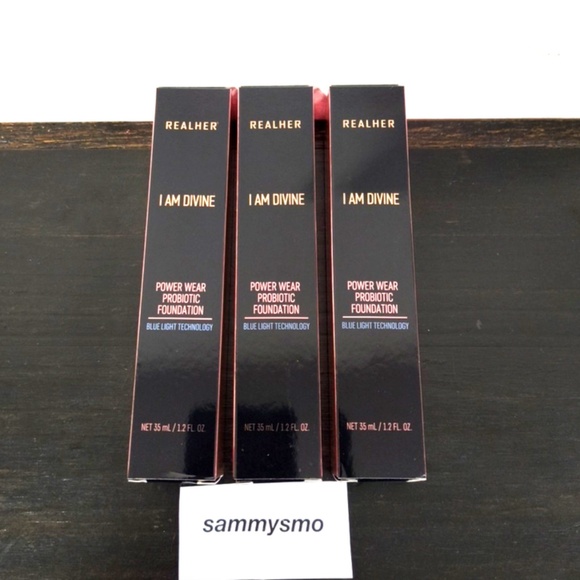 REALHER
I AM DIVINE
POWER WEAR
PROBIOTIC
FOUNDATION
BLUE LIGHT TECHNOLOGY
NET 35 mL / 1.2 FL. OZ.
REALHER
I AM DIVINE
POWER WEAR
PROBIOTIC
FOUNDATION
BLUE LIGHT TECHNOLOGY
NET 35 mL / 1.2 FL. OZ.
REALHER
I AM DIVINE
POWER WEAR
PROBIOTIC
FOUNDATION
BLUE LIGHT TECHNOLOGY
NET 35 mL / 1.2 FL. OZ.
sammysmo